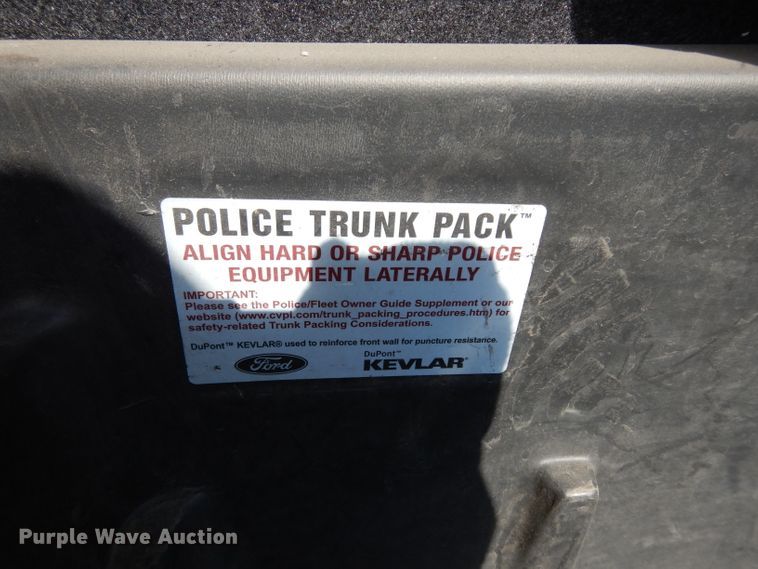 POLICE TRUNK PACK™
ALIGN HARD OR SHARP POLICE
EQUIPMENT LATERALLY
IMPORTANT:
Please see the Police/Fleet Owner Guide Supplement or our
website (www.cvpi.com/trunk_packing_procedures.htm) for
safety-related Trunk Packing Considerations.
DuPont™ KEVLAR® used to reinforce front wall for puncture resistance.
Ford
DuPont™
KEVLAR®
Purple Wave Auction